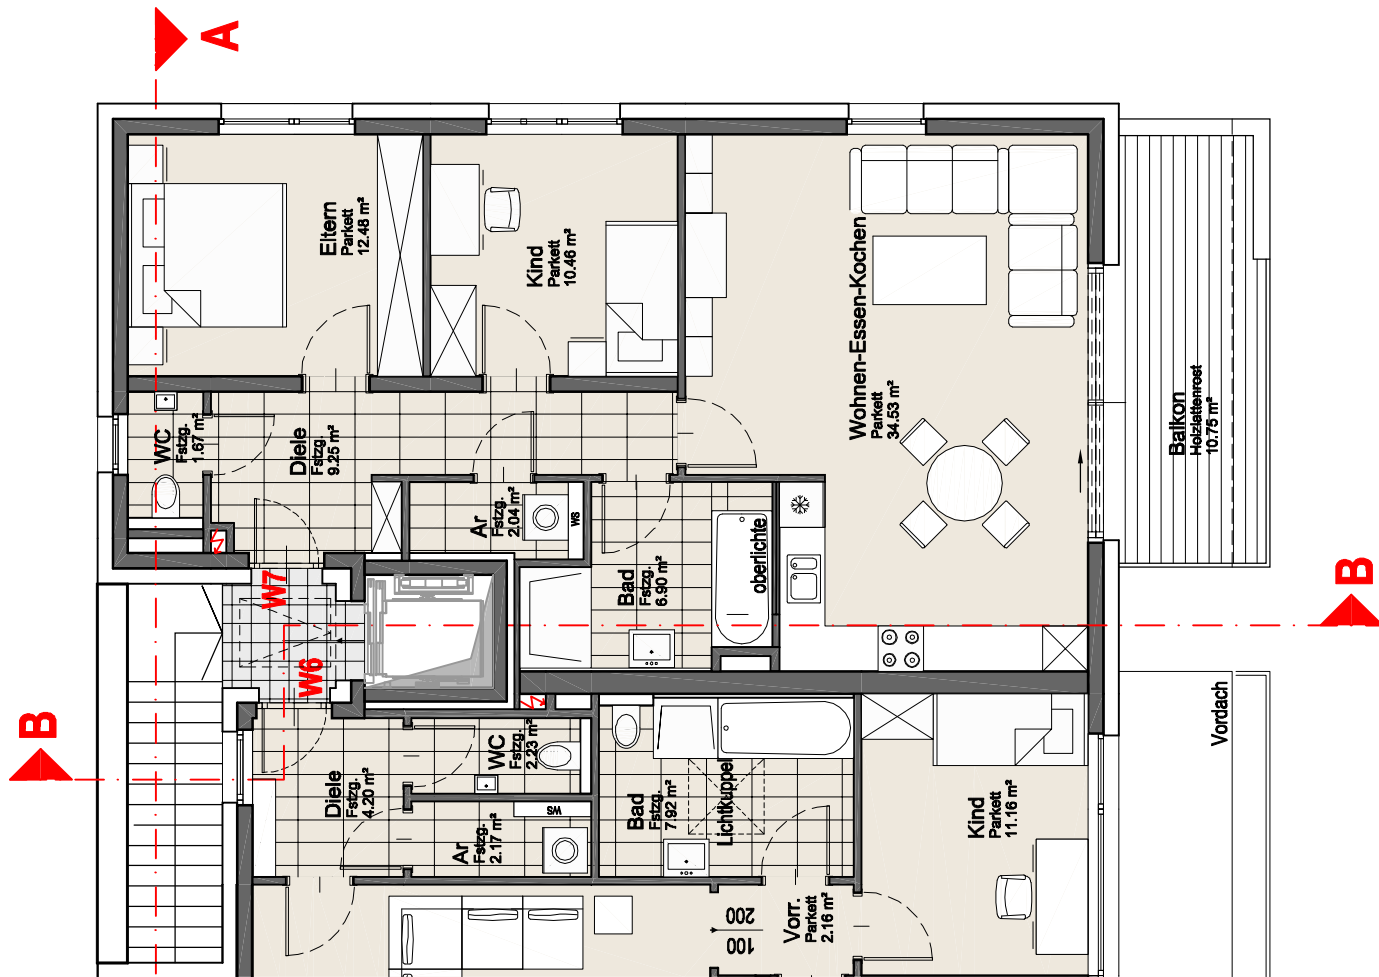 A
Eltern
Parkett
12.48 m²
Kind
Parkett
10.46 m²
Wohnen-Essen-Kochen
Parkett
34.53 m²
Balkon
Holzlattenrost
10.75 m²
WC
Fstzg.
1.67 m²
Diele
Fstzg.
9.25 m²
Ar
Fstzg.
2.04 m²
WS
Bad
Fstzg.
6.90 m²
oberlichte
W7
W6
B
B
Vordach
Diele
Fstzg.
4.20 m²
WC
Fstzg.
2.23 m²
Ar
Fstzg.
2.17 m²
WS
Bad
Fstzg.
7.92 m²
Lichtkuppel
Kind
Parkett
11.16 m²
Vorr.
Parkett
2.16 m²
200
100